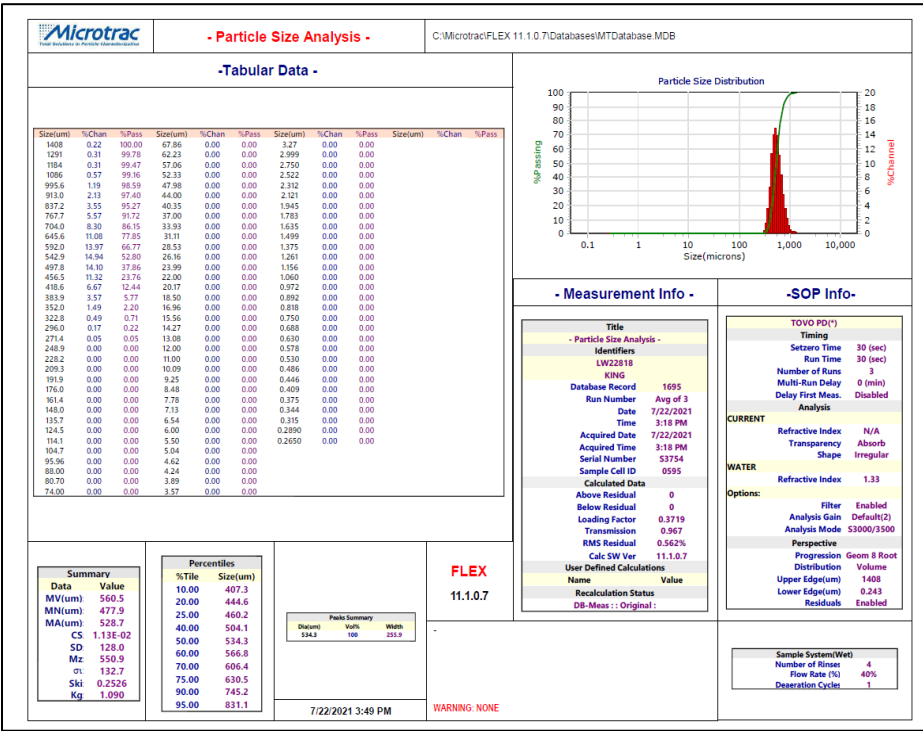 Microtrac
Total Solutions in Particle Characterization
- Particle Size Analysis -
C:\Microtrac\FLEX 11.1.0.7\Databases\MTDatabase.MDB
-Tabular Data -
Size(um) %Chan %Pass Size(um) %Chan %Pass Size(um) %Chan %Pass Size(um) %Chan %Pass
1408 0.22 100.00 67.86 0.00 0.00 3.27 0.00 0.00
1291 0.31 99.78 62.23 0.00 0.00 2.999 0.00 0.00
1184 0.31 99.47 57.06 0.00 0.00 2.750 0.00 0.00
1086 0.57 99.16 52.33 0.00 0.00 2.522 0.00 0.00
995.6 1.19 98.59 47.98 0.00 0.00 2.312 0.00 0.00
913.0 2.13 97.40 44.00 0.00 0.00 2.121 0.00 0.00
837.2 3.55 95.27 40.35 0.00 0.00 1.945 0.00 0.00
767.7 5.57 91.72 37.00 0.00 0.00 1.783 0.00 0.00
704.0 8.30 86.15 33.93 0.00 0.00 1.635 0.00 0.00
645.6 11.08 77.85 31.11 0.00 0.00 1.499 0.00 0.00
592.0 13.97 66.77 28.53 0.00 0.00 1.375 0.00 0.00
542.9 14.94 52.80 26.16 0.00 0.00 1.261 0.00 0.00
497.8 14.10 37.86 23.99 0.00 0.00 1.156 0.00 0.00
456.5 11.32 23.76 22.00 0.00 0.00 1.060 0.00 0.00
418.6 6.67 12.44 20.17 0.00 0.00 0.972 0.00 0.00
383.9 3.57 5.77 18.50 0.00 0.00 0.892 0.00 0.00
352.0 1.49 2.20 16.96 0.00 0.00 0.818 0.00 0.00
322.8 0.49 0.71 15.56 0.00 0.00 0.750 0.00 0.00
296.0 0.17 0.22 14.27 0.00 0.00 0.688 0.00 0.00
271.4 0.05 0.05 13.08 0.00 0.00 0.630 0.00 0.00
248.9 0.00 0.00 12.00 0.00 0.00 0.578 0.00 0.00
228.2 0.00 0.00 11.00 0.00 0.00 0.530 0.00 0.00
209.3 0.00 0.00 10.09 0.00 0.00 0.486 0.00 0.00
191.9 0.00 0.00 9.25 0.00 0.00 0.446 0.00 0.00
176.0 0.00 0.00 8.48 0.00 0.00 0.409 0.00 0.00
161.4 0.00 0.00 7.78 0.00 0.00 0.375 0.00 0.00
148.0 0.00 0.00 7.13 0.00 0.00 0.344 0.00 0.00
135.7 0.00 0.00 6.54 0.00 0.00 0.315 0.00 0.00
124.5 0.00 0.00 6.00 0.00 0.00 0.2890 0.00 0.00
114.1 0.00 0.00 5.50 0.00 0.00 0.2650 0.00 0.00
104.7 0.00 0.00 5.04 0.00 0.00
95.96 0.00 0.00 4.62 0.00 0.00
88.00 0.00 0.00 4.24 0.00 0.00
80.70 0.00 0.00 3.89 0.00 0.00
74.00 0.00 0.00 3.57 0.00 0.00
Particle Size Distribution
%Passing
100
90
80
70
60
50
40
30
20
10
0
20
18
16
14
12
10
8
6
4
2
0
%Channel
0.1 1 10 100 1,000 10,000
Size(microns)
- Measurement Info -
Title
- Particle Size Analysis -
Identifiers
LW22818
KING
Database Record 1695
Run Number Avg of 3
Date 7/22/2021
Time 3:18 PM
Acquired Date 7/22/2021
Acquired Time 3:18 PM
Serial Number S3754
Sample Cell ID 0595
Calculated Data
Above Residual 0
Below Residual 0
Loading Factor 0.3719
Transmission 0.967
RMS Residual 0.562%
Calc SW Ver 11.1.0.7
User Defined Calculations
Name Value
Recalculation Status
DB-Meas : : Original :
-SOP Info-
TOVO PD(*)
Timing
Setzero Time 30 (sec)
Run Time 30 (sec)
Number of Runs 3
Multi-Run Delay 0 (min)
Delay First Meas. Disabled
Analysis
CURRENT
Refractive Index N/A
Transparency Absorb
Shape Irregular
WATER
Refractive Index 1.33
Options:
Filter Enabled
Analysis Gain Default(2)
Analysis Mode S3000/3500
Perspective
Progression Geom 8 Root
Distribution Volume
Upper Edge(um) 1408
Lower Edge(um) 0.243
Residuals Enabled
Summary
Data Value
MV(um): 560.5
MN(um): 477.9
MA(um): 528.7
CS: 1.13E-02
SD: 128.0
Mz: 550.9
σı: 132.7
Ski: 0.2526
Kg: 1.090
Percentiles
%Tile Size(um)
10.00 407.3
20.00 444.6
25.00 460.2
40.00 504.1
50.00 534.3
60.00 566.8
70.00 606.4
75.00 630.5
90.00 745.2
95.00 831.1
Peaks Summary
Dia(um) Vol% Width
534.3 100 255.9
7/22/2021 3:49 PM
FLEX
11.1.0.7
-
WARNING: NONE
Sample System(Wet)
Number of Rinses 4
Flow Rate (%) 40%
Deaeration Cycles 1